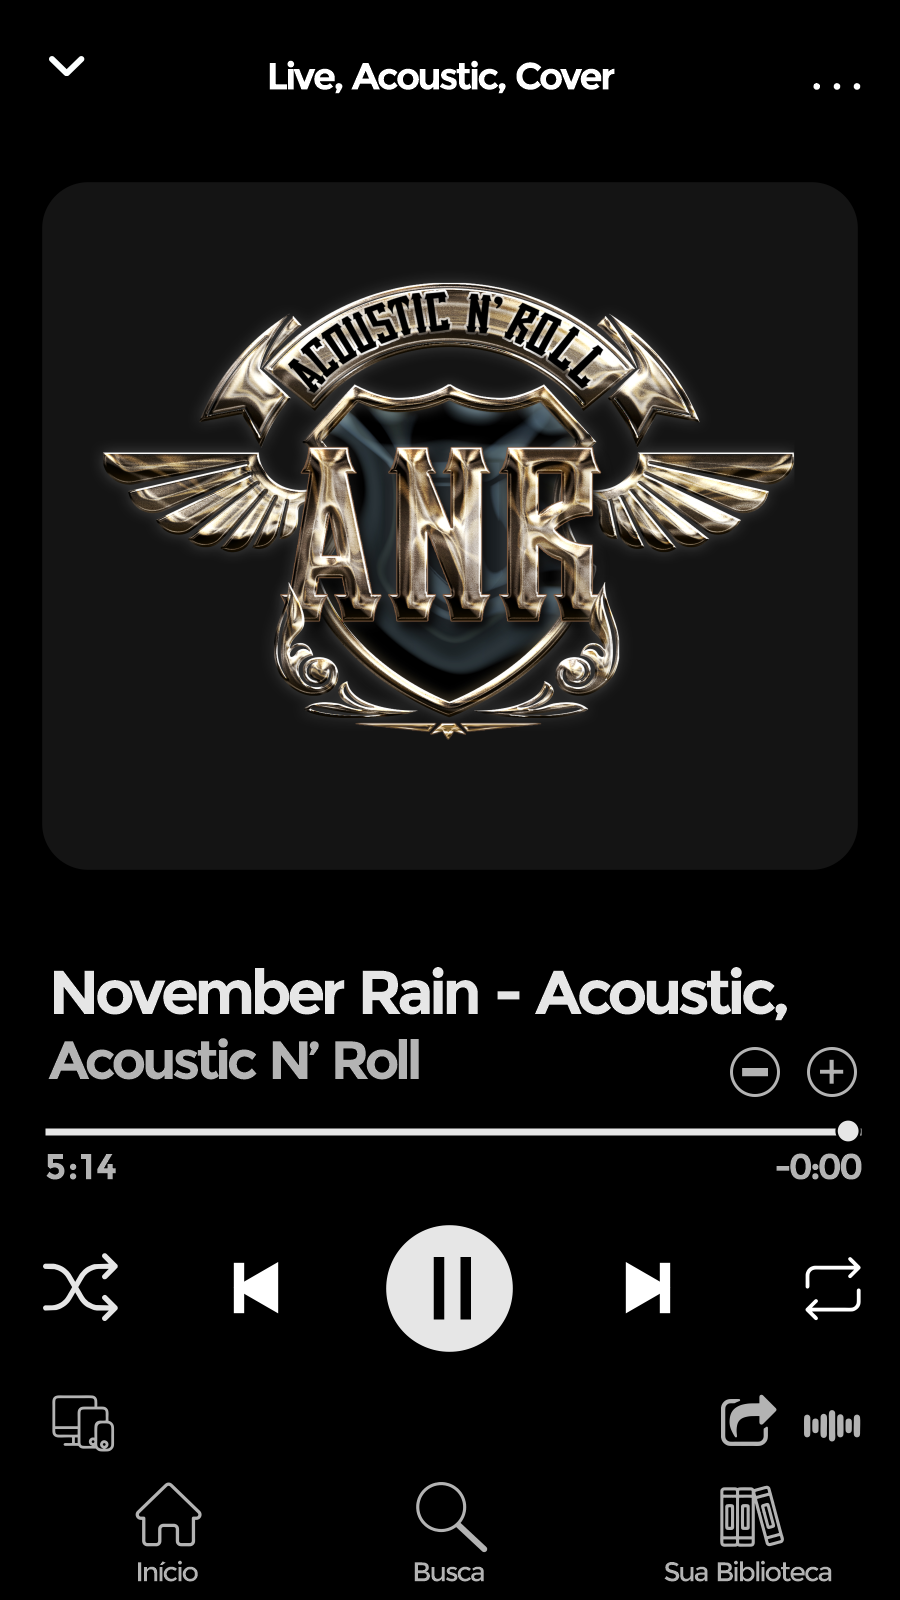 Live, Acoustic, Cover
...
ACOUSTIC N' ROLL
ANR
November Rain - Acoustic,
Acoustic N' Roll
5:14
-0:00
Início
Busca
Sua Biblioteca